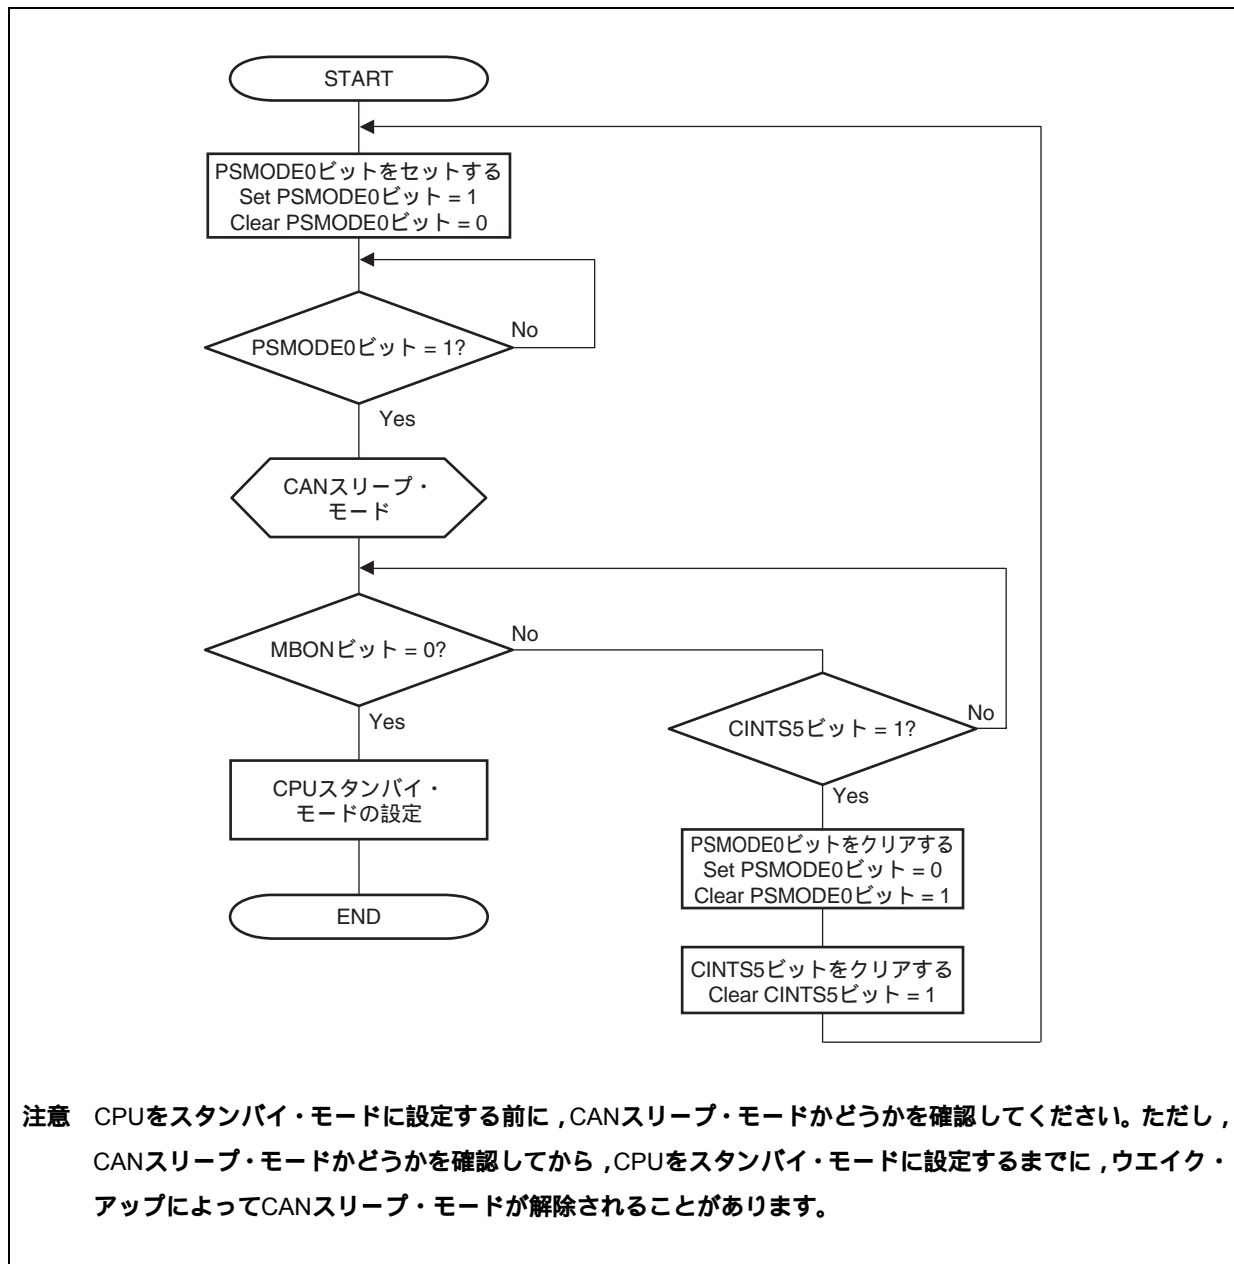 START
PSMODE0ビットをセットする
Set PSMODE0ビット = 1
Clear PSMODE0ビット = 0
PSMODE0ビット = 1?
No
Yes
CANスリープ・
モード
MBONビット = 0?
No
Yes
CINTS5ビット = 1?
No
Yes
CPUスタンバイ・
モードの設定
PSMODE0ビットをクリアする
Set PSMODE0ビット = 0
Clear PSMODE0ビット = 1
END
CINTS5ビットをクリアする
Clear CINTS5ビット = 1
注意 CPUをスタンバイ・モードに設定する前に，CANスリープ・モードかどうかを確認してください。ただし，
CANスリープ・モードかどうかを確認してから，CPUをスタンバイ・モードに設定するまでに，ウエイク・
アップによってCANスリープ・モードが解除されることがあります。